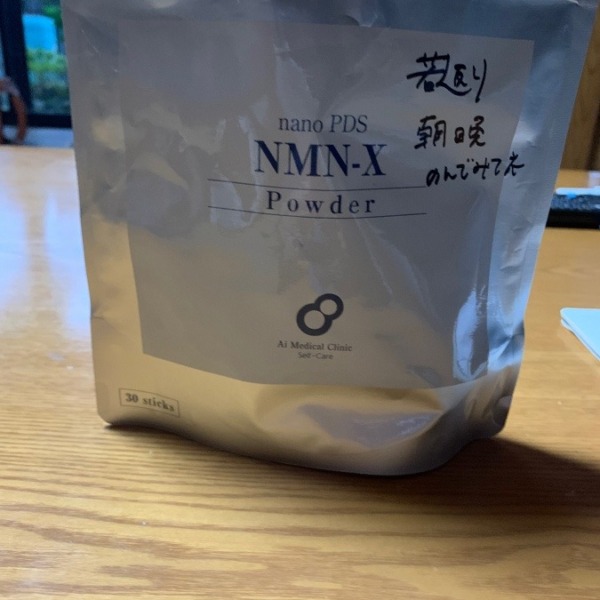 若返り
朝晩
のんでみて木
nano PDS
NMN-X
Powder
Ai Medical Clinic
Self-Care
30 sticks